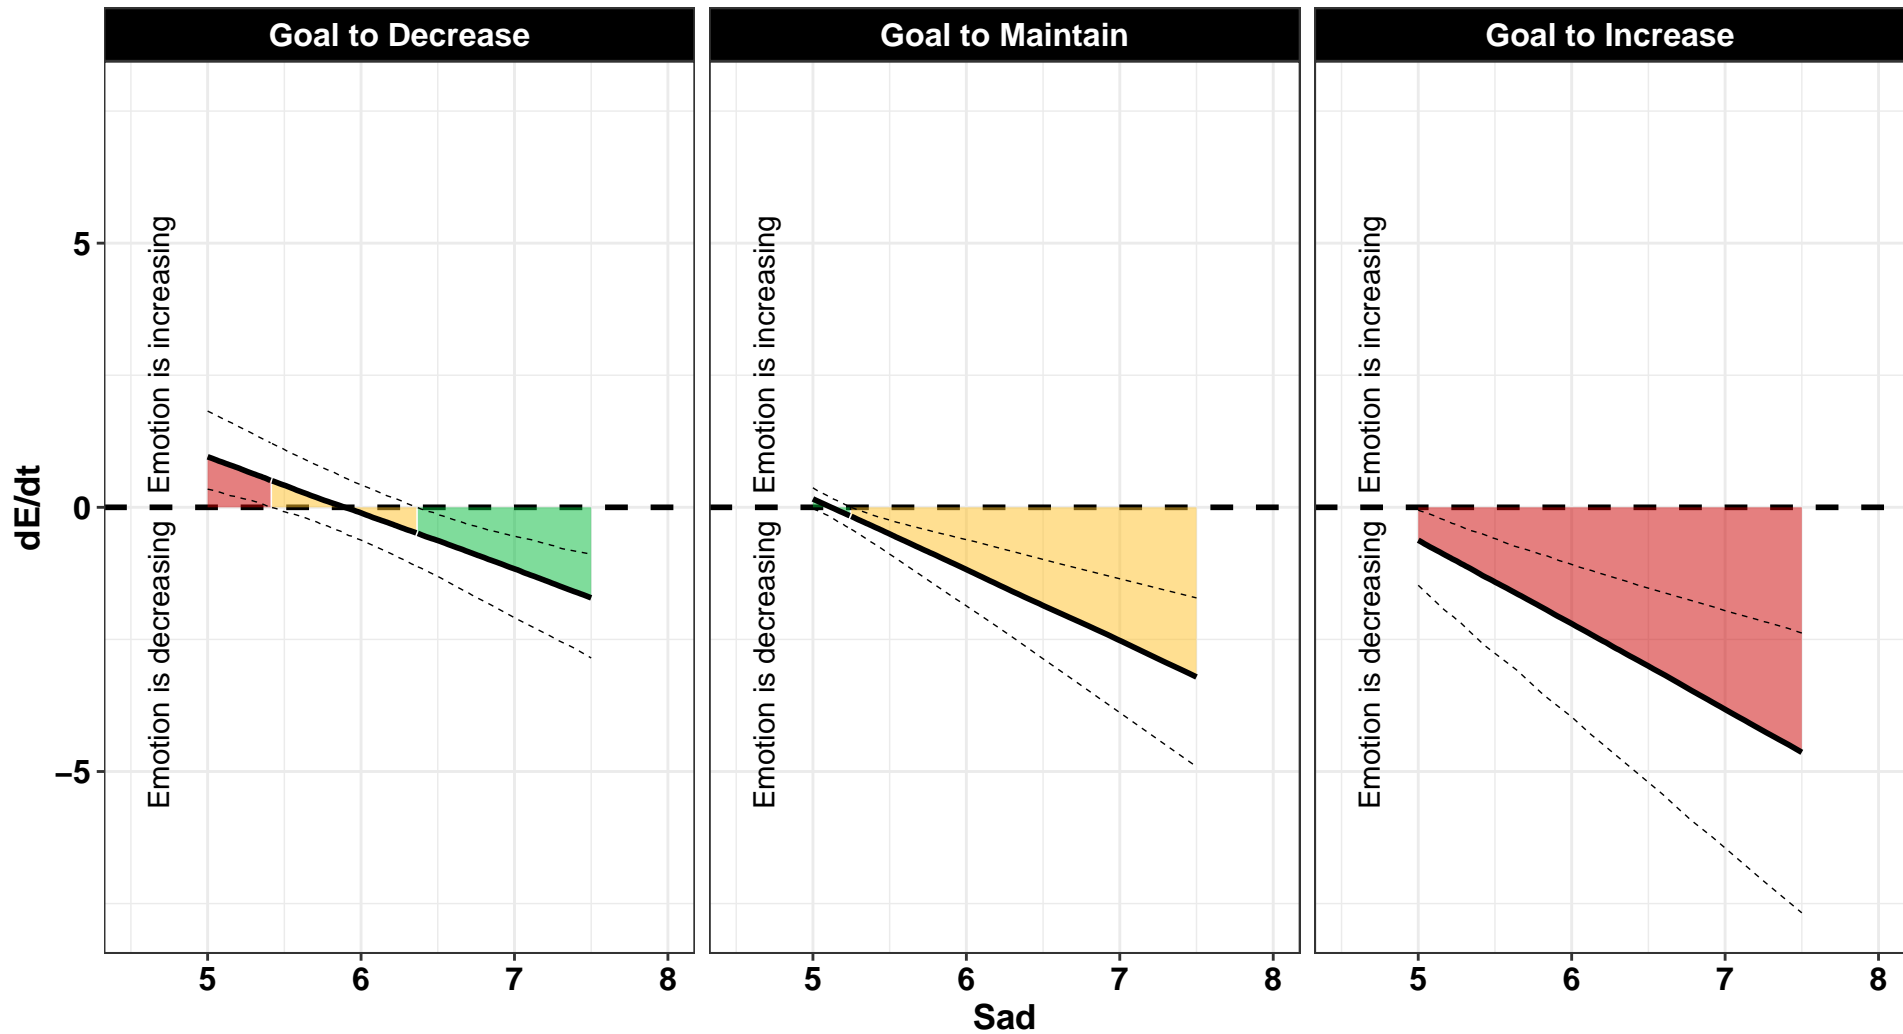 Goal to Decrease
Goal to Maintain
Goal to Increase
dE/dt
5
0
−5
Emotion is increasing
Emotion is decreasing
Emotion is increasing
Emotion is decreasing
Emotion is increasing
Emotion is decreasing
5 6 7 8
5 6 7 8
5 6 7 8
Sad